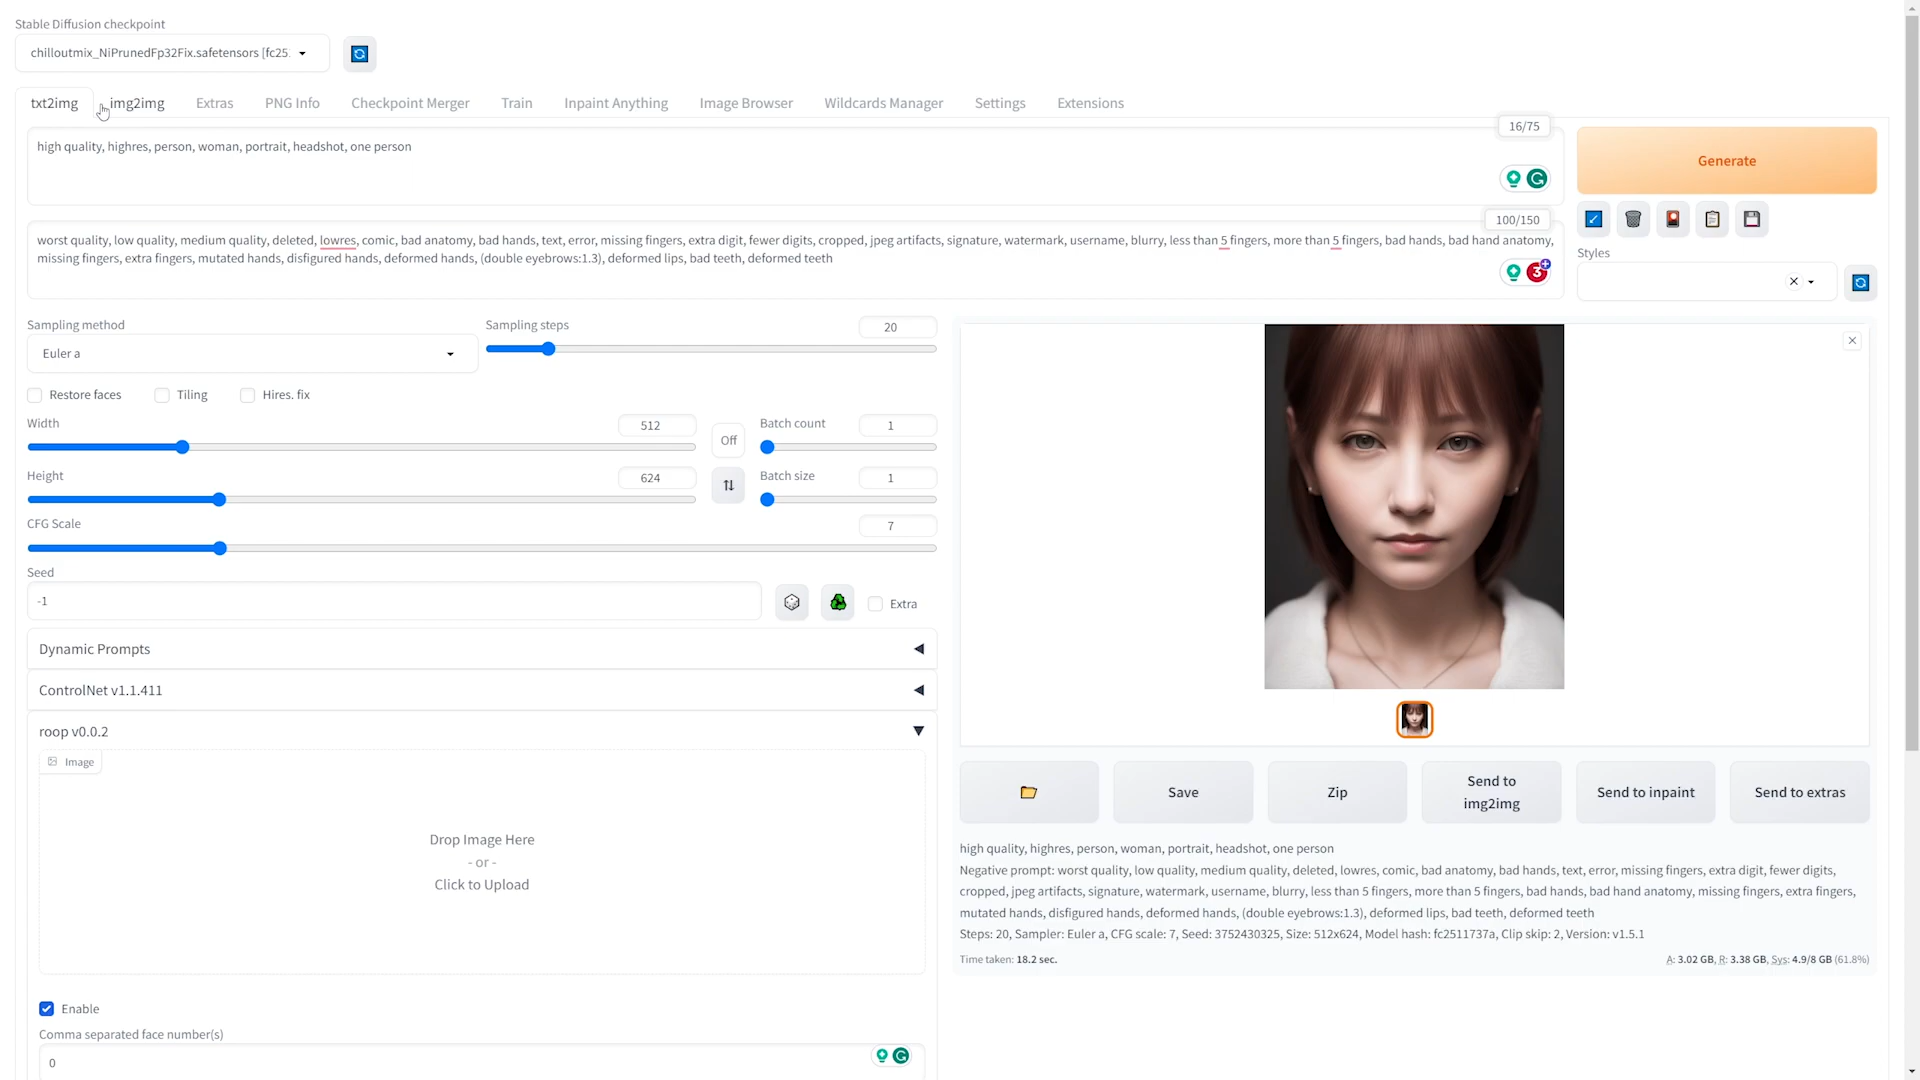 Stable Diffusion checkpoint
chilloutmix_NiPrunedFp32Fix.safetensors [fc25
txt2img img2img Extras PNG Info Checkpoint Merger Train Inpaint Anything Image Browser Wildcards Manager Settings Extensions
16/75
high quality, highres, person, woman, portrait, headshot, one person
Generate
100/150
worst quality, low quality, medium quality, deleted, lowres, comic, bad anatomy, bad hands, text, error, missing fingers, extra digit, fewer digits, cropped, jpeg artifacts, signature, watermark, username, blurry, less than 5 fingers, more than 5 fingers, bad hands, bad hand anatomy,
missing fingers, extra fingers, mutated hands, disfigured hands, deformed hands, (double eyebrows:1.3), deformed lips, bad teeth, deformed teeth
3
Styles
Sampling method
Euler a
Sampling steps
20
Restore faces Tiling Hires. fix
Width
512
Off
Batch count
1
Height
624
Batch size
1
CFG Scale
7
Seed
-1
Extra
Dynamic Prompts
ControlNet v1.1.411
roop v0.0.2
Image
Drop Image Here
- or -
Click to Upload
Enable
Comma separated face number(s)
0
Save
Zip
Send to
img2img
Send to inpaint
Send to extras
high quality, highres, person, woman, portrait, headshot, one person
Negative prompt: worst quality, low quality, medium quality, deleted, lowres, comic, bad anatomy, bad hands, text, error, missing fingers, extra digit, fewer digits,
cropped, jpeg artifacts, signature, watermark, username, blurry, less than 5 fingers, more than 5 fingers, bad hands, bad hand anatomy, missing fingers, extra fingers,
mutated hands, disfigured hands, deformed hands, (double eyebrows:1.3), deformed lips, bad teeth, deformed teeth
Steps: 20, Sampler: Euler a, CFG scale: 7, Seed: 3752430325, Size: 512x624, Model hash: fc2511737a, Clip skip: 2, Version: v1.5.1
Time taken: 18.2 sec.
A: 3.02 GB, R: 3.38 GB, Sys: 4.9/8 GB (61.8%)